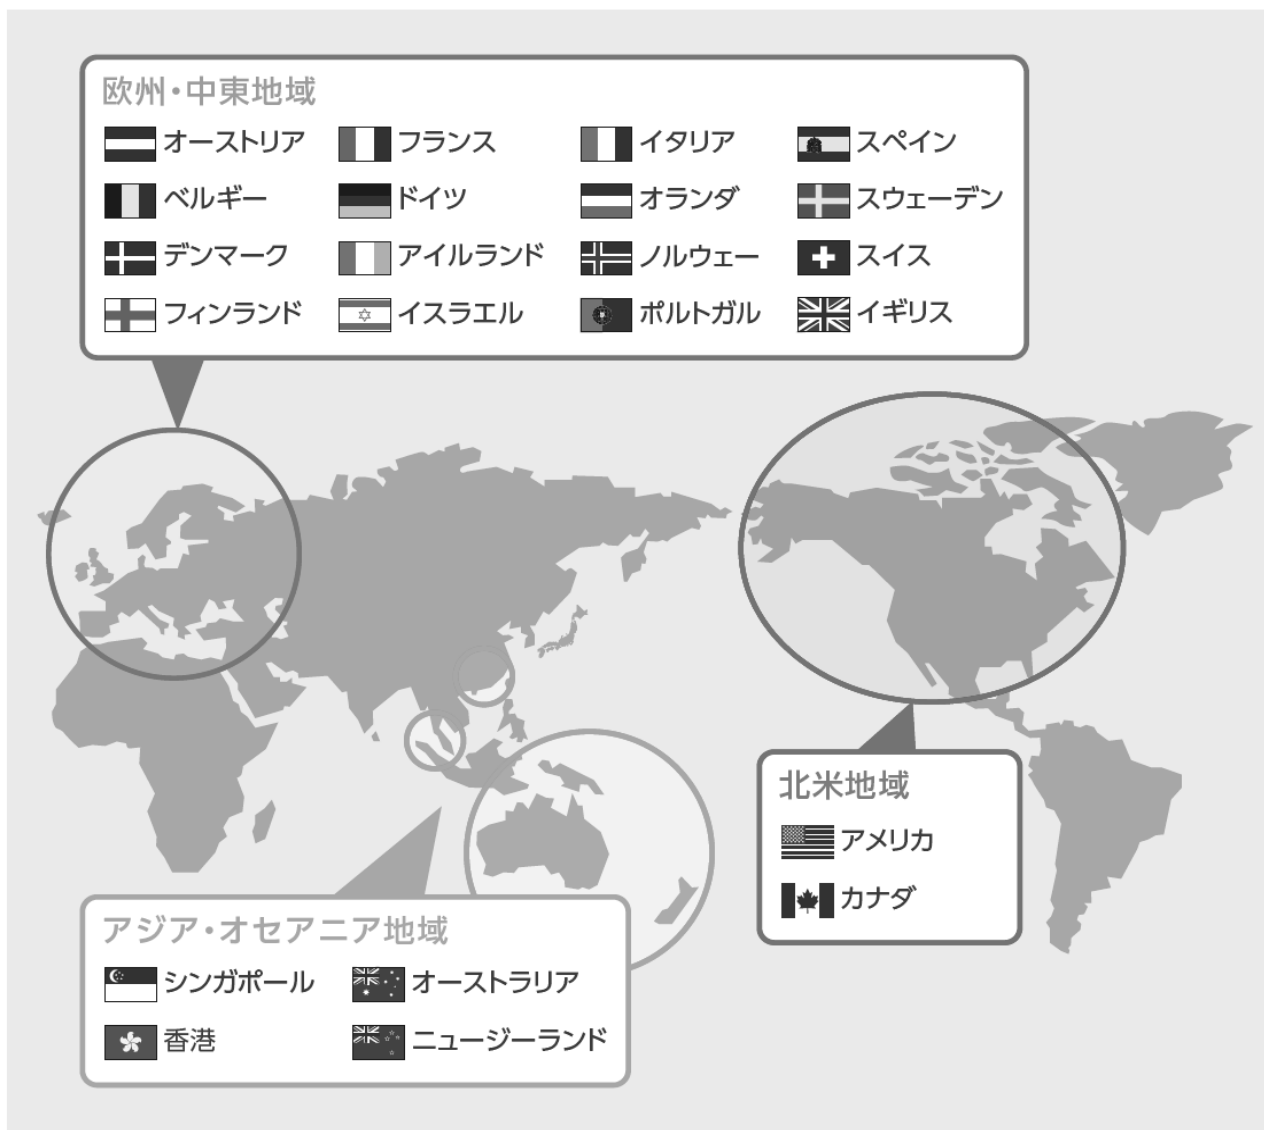 欧州・中東地域
オーストリア フランス イタリア スペイン
ベルギー ドイツ オランダ スウェーデン
デンマーク アイルランド ノルウェー スイス
フィンランド イスラエル ポルトガル イギリス
北米地域
アメリカ
カナダ
アジア・オセアニア地域
シンガポール オーストラリア
香港 ニュージーランド